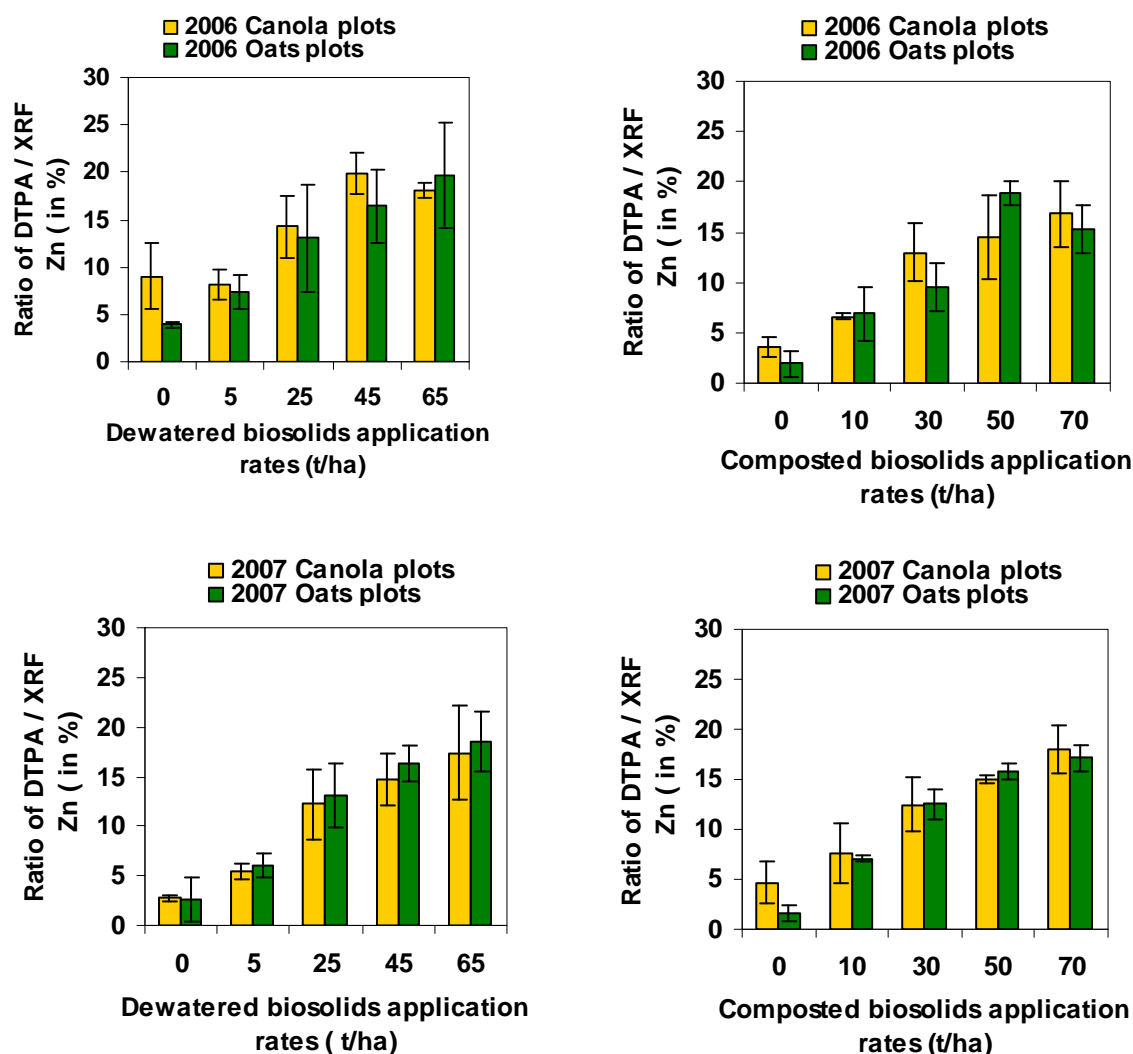 2006 Canola plots
2006 Oats plots
Ratio of DTPA / XRF
Zn ( in %)
30
25
20
15
10
5
0
0 5 25 45 65
Dewatered biosolids application
rates (t/ha)
2006 Canola plots
2006 Oats plots
Ratio of DTPA / XRF
Zn ( in %)
30
25
20
15
10
5
0
0 10 30 50 70
Composted biosolids application
rates (t/ha)
2007 Canola plots
2007 Oats plots
Ratio of DTPA / XRF
Zn ( in %)
30
25
20
15
10
5
0
0 5 25 45 65
Dewatered biosolids application
rates ( t/ha)
2007 Canola plots
2007 Oats plots
Ratio of DTPA / XRF
Zn ( in %)
30
25
20
15
10
5
0
0 10 30 50 70
Composted biosolids application
rates (t/ha)